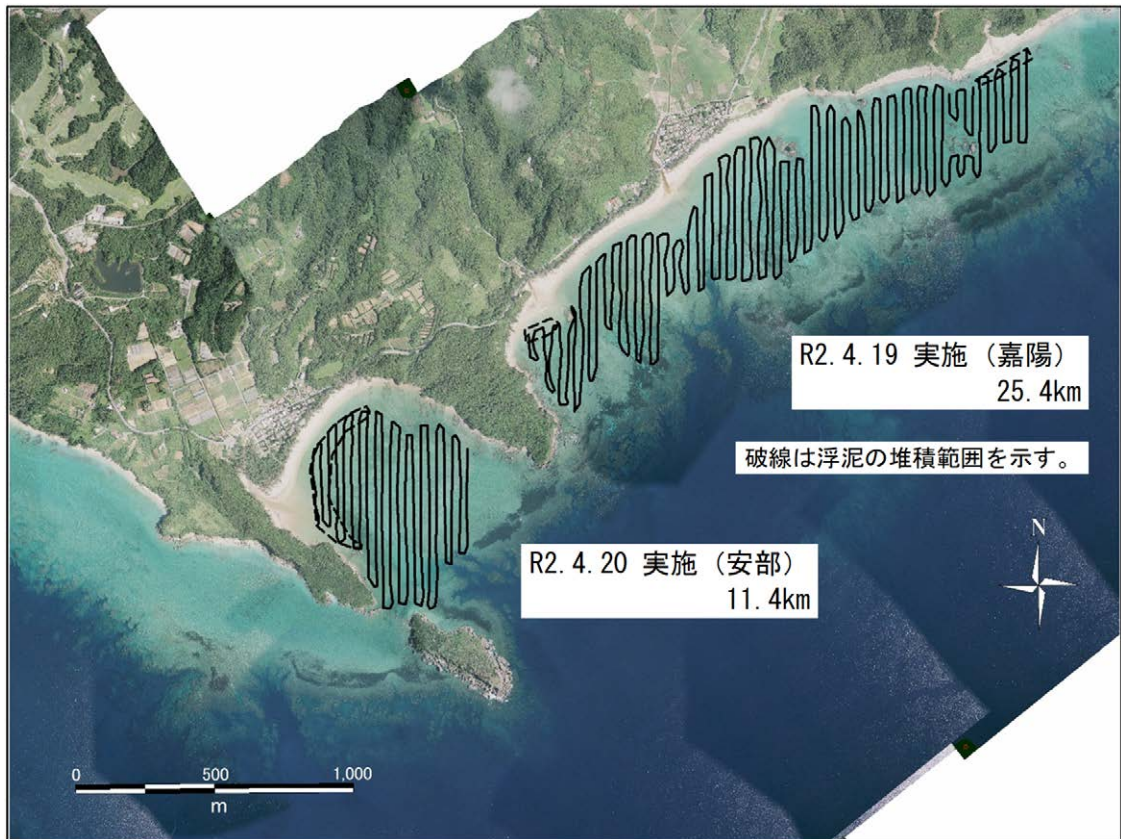 R2.4.19 実施（嘉陽）
25.4km
破線は浮泥の堆積範囲を示す。
N
R2.4.20 実施（安部）
11.4km
0 500 1,000
m